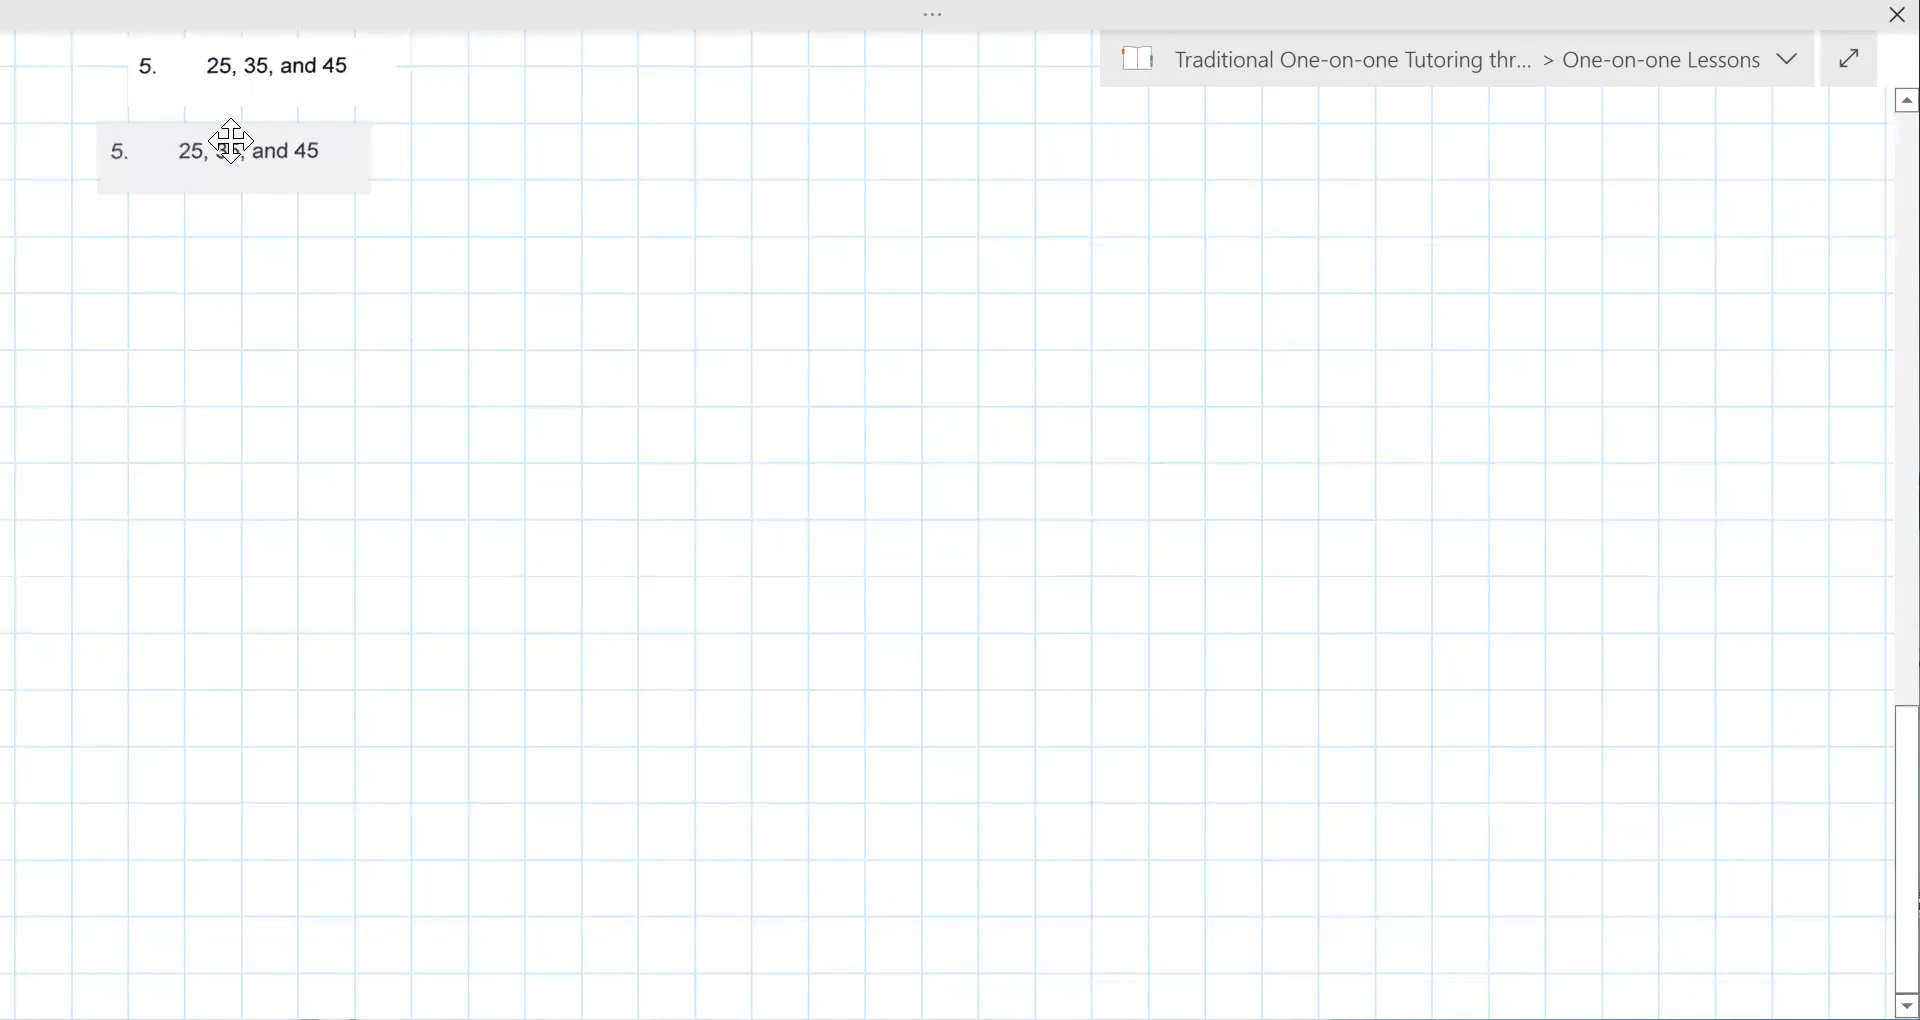 ...
5. 25, 35, and 45
Traditional One-on-one Tutoring thr... > One-on-one Lessons
5. 25, 35, and 45